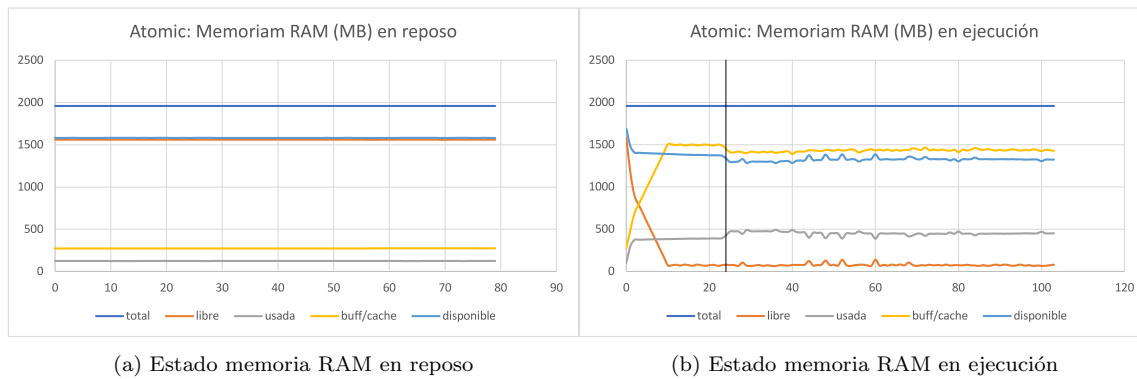 Atomic: Memoriam RAM (MB) en reposo
2500
2000
1500
1000
500
0
0 10 20 30 40 50 60 70 80 90
total libre usada buff/cache disponible
(a) Estado memoria RAM en reposo
Atomic: Memoriam RAM (MB) en ejecución
2500
2000
1500
1000
500
0
0 20 40 60 80 100 120
total libre usada buff/cache disponible
(b) Estado memoria RAM en ejecución